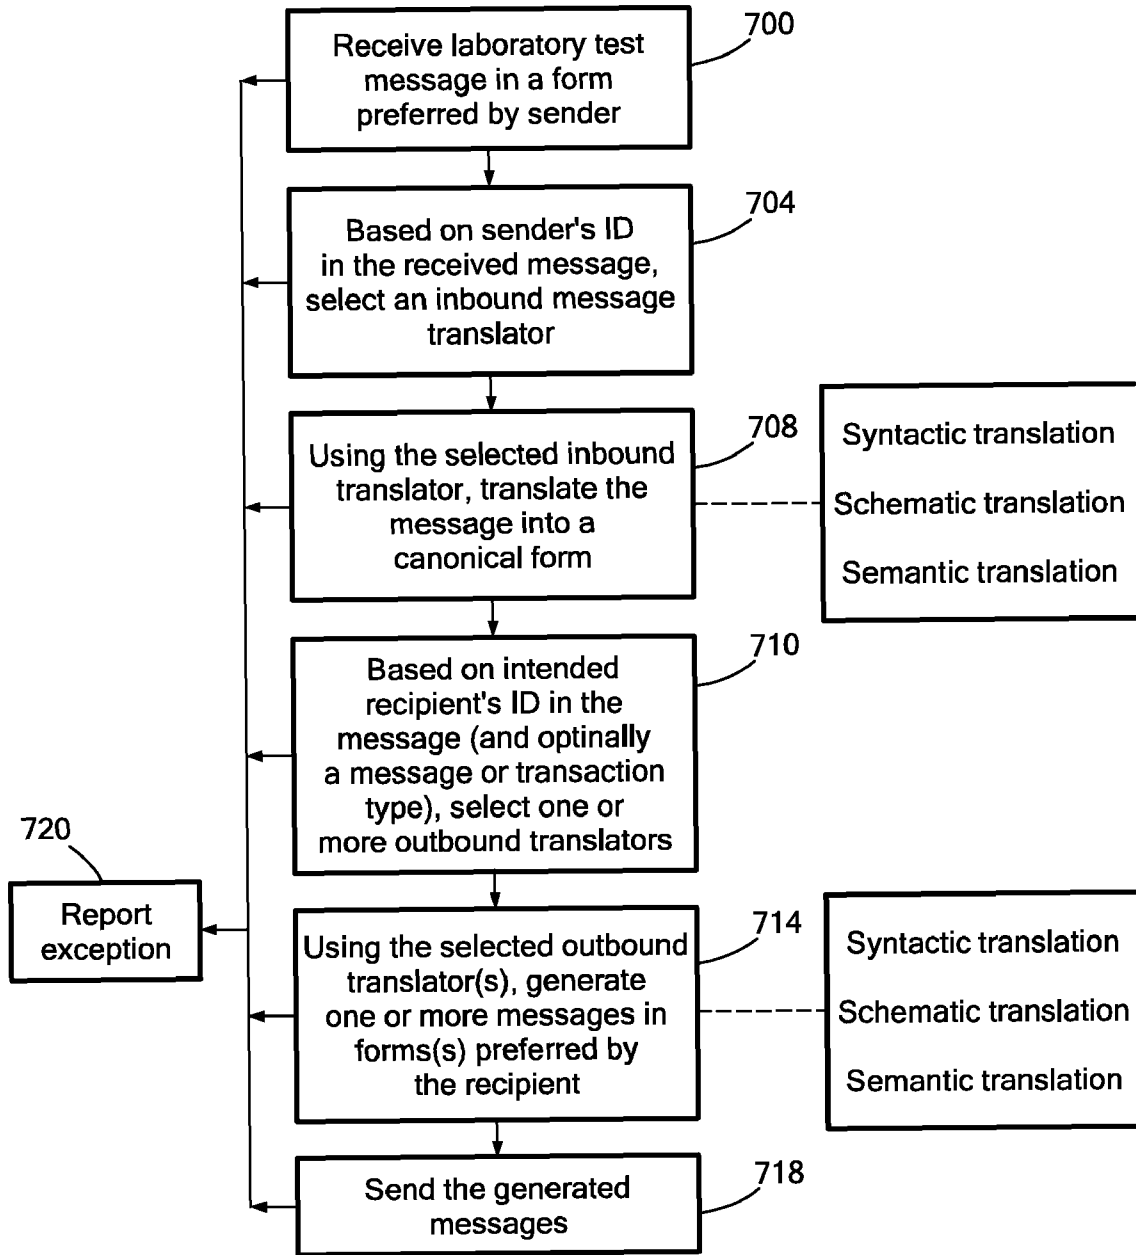 700
Receive laboratory test
message in a form
preferred by sender
704
Based on sender's ID
in the received message,
select an inbound message
translator
708
Using the selected inbound
translator, translate the
message into a
canonical form
Syntactic translation
Schematic translation
Semantic translation
710
Based on intended
recipient's ID in the
message (and optinally
a message or transaction
type), select one or
more outbound translators
720
Report
exception
714
Using the selected outbound
translator(s), generate
one or more messages in
forms(s) preferred by
the recipient
Syntactic translation
Schematic translation
Semantic translation
718
Send the generated
messages